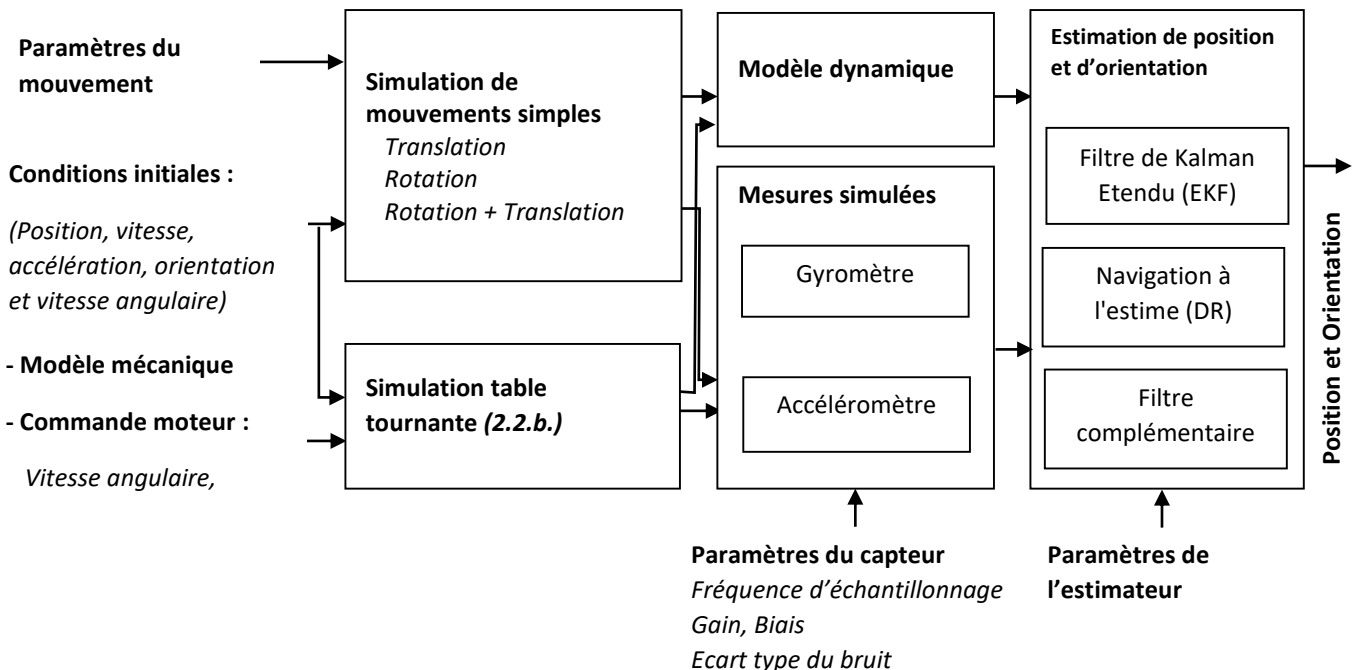 Paramètres du
mouvement
Conditions initiales :
(Position, vitesse,
accélération, orientation
et vitesse angulaire)
- Modèle mécanique
- Commande moteur :
Vitesse angulaire,
Simulation de
mouvements simples
Translation
Rotation
Rotation + Translation
Simulation table
tournante (2.2.b.)
Modèle dynamique
Mesures simulées
Gyromètre
Accéléromètre
Paramètres du capteur
Fréquence d’échantillonnage
Gain, Biais
Ecart type du bruit
Estimation de position
et d’orientation
Filtre de Kalman
Etendu (EKF)
Navigation à
l'estime (DR)
Filtre
complémentaire
Paramètres de
l’estimateur
Position et Orientation